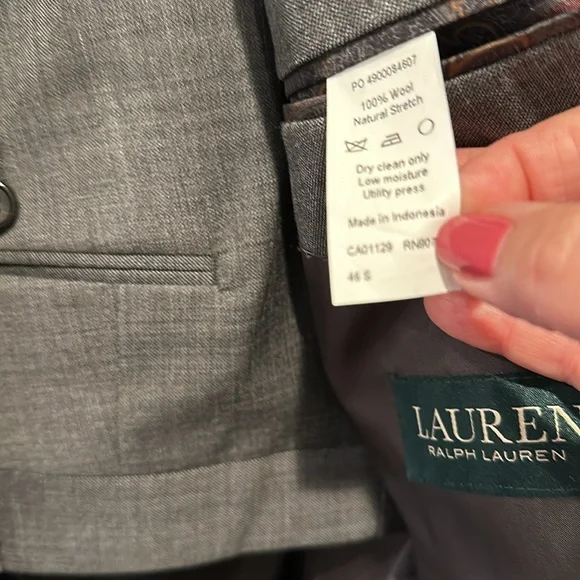 PO 4900084607
100% Wool
Natural Stretch
Dry clean only
Low moisture
Utility press
Made in Indonesia
CA01129 RN90
46 S
LAUREN
RALPH LAUREN